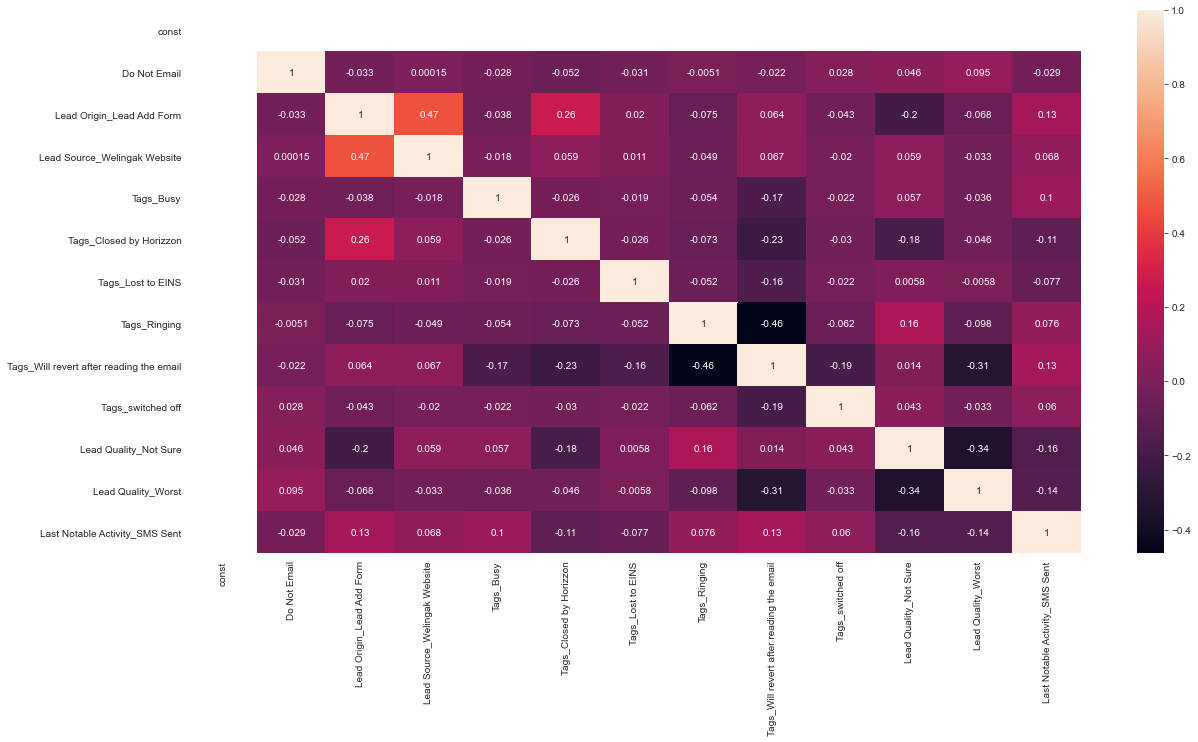 const
Do Not Email 1 -0.033 0.00015 -0.028 -0.052 -0.031 -0.0051 -0.022 0.028 0.046 0.095 -0.029
Lead Origin_Lead Add Form -0.033 1 0.47 -0.038 0.26 0.02 -0.075 0.064 -0.043 -0.2 -0.068 0.13
Lead Source_Welingak Website 0.00015 0.47 1 -0.018 0.059 0.011 -0.049 0.067 -0.02 0.059 -0.033 0.068
Tags_Busy -0.028 -0.038 -0.018 1 -0.026 -0.019 -0.054 -0.17 -0.022 0.057 -0.036 0.1
Tags_Closed by Horizzon -0.052 0.26 0.059 -0.026 1 -0.026 -0.073 -0.23 -0.03 -0.18 -0.046 -0.11
Tags_Lost to EINS -0.031 0.02 0.011 -0.019 -0.026 1 -0.052 -0.16 -0.022 0.0058 -0.0058 -0.077
Tags_Ringing -0.0051 -0.075 -0.049 -0.054 -0.073 -0.052 1 -0.46 -0.062 0.16 -0.098 0.076
Tags_Will revert after reading the email -0.022 0.064 0.067 -0.17 -0.23 -0.16 -0.46 1 -0.19 0.014 -0.31 0.13
Tags_switched off 0.028 -0.043 -0.02 -0.022 -0.03 -0.022 -0.062 -0.19 1 0.043 -0.033 0.06
Lead Quality_Not Sure 0.046 -0.2 0.059 0.057 -0.18 0.0058 0.16 0.014 0.043 1 -0.34 -0.16
Lead Quality_Worst 0.095 -0.068 -0.033 -0.036 -0.046 -0.0058 -0.098 -0.31 -0.033 -0.34 1 -0.14
Last Notable Activity_SMS Sent -0.029 0.13 0.068 0.1 -0.11 -0.077 0.076 0.13 0.06 -0.16 -0.14 1
const
Do Not Email
Lead Origin_Lead Add Form
Lead Source_Welingak Website
Tags_Busy
Tags_Closed by Horizzon
Tags_Lost to EINS
Tags_Ringing
Tags_Will revert after reading the email
Tags_switched off
Lead Quality_Not Sure
Lead Quality_Worst
Last Notable Activity_SMS Sent
1.0
0.8
0.6
0.4
0.2
0.0
−0.2
−0.4